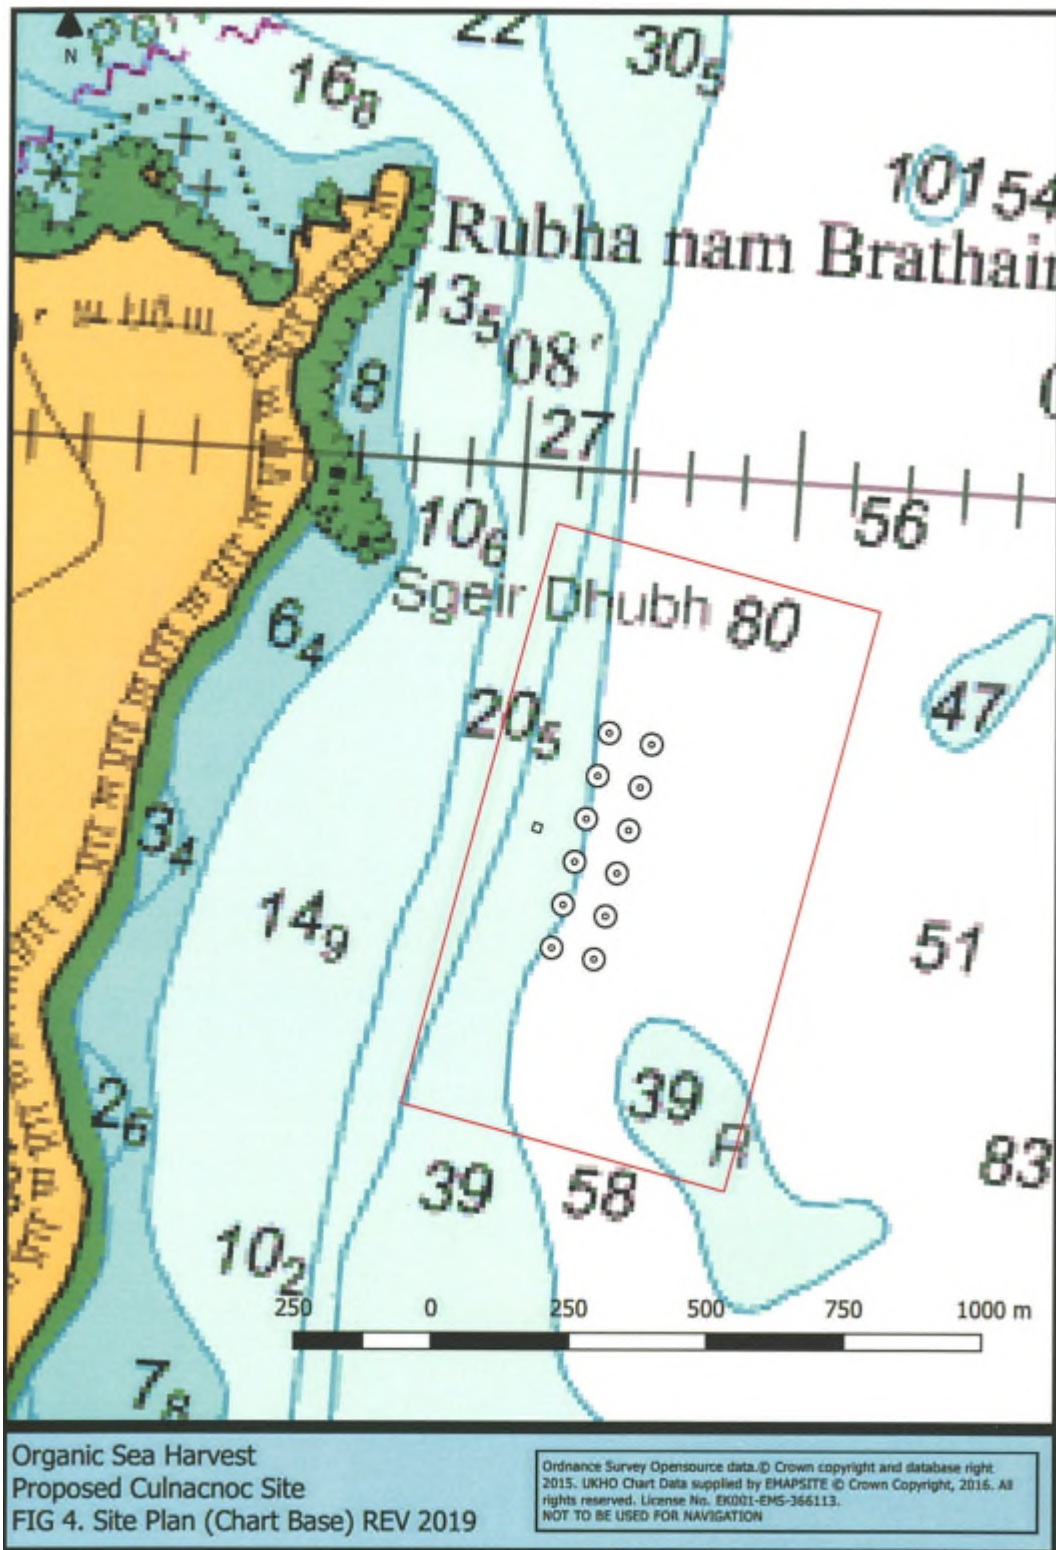 N
22
30₅
16₈
101 54
Rubha nam Brathair
13₅
08′
8
27
56
10₆
Sgeir Dhubh 80
6₄
20₅
47
3₄
14₉
51
39
R
2₆
39
58
83
10₂
250 0 250 500 750 1000 m
7₈
Organic Sea Harvest
Proposed Culnacnoc Site
FIG 4. Site Plan (Chart Base) REV 2019
Ordnance Survey Opensource data.© Crown copyright and database right
2015. UKHO Chart Data supplied by EMAPSITE © Crown Copyright, 2016. All
rights reserved. License No. EK001-EMS-366113.
NOT TO BE USED FOR NAVIGATION